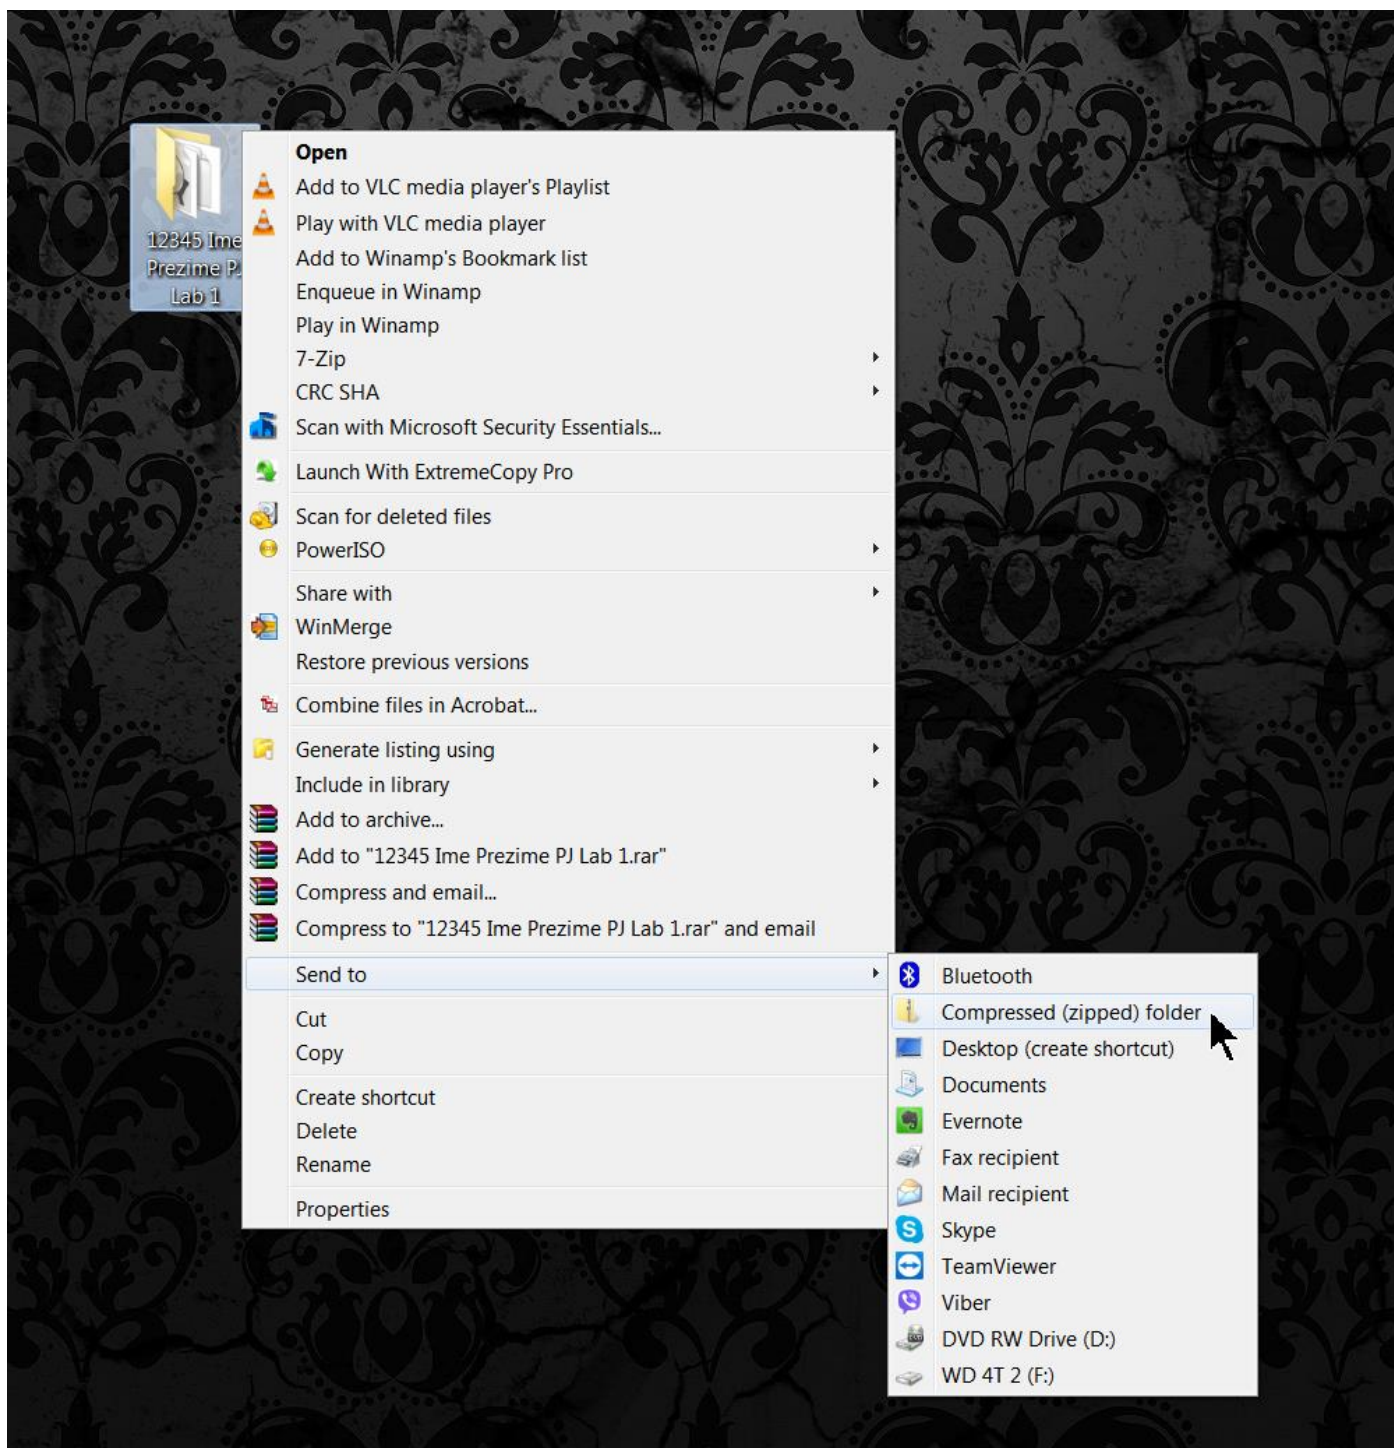 12345 Ime
Prezime PJ
Lab 1
Open
Add to VLC media player's Playlist
Play with VLC media player
Add to Winamp's Bookmark list
Enqueue in Winamp
Play in Winamp
7-Zip
CRC SHA
Scan with Microsoft Security Essentials...
Launch With ExtremeCopy Pro
Scan for deleted files
PowerISO
Share with
WinMerge
Restore previous versions
Combine files in Acrobat...
Generate listing using
Include in library
Add to archive...
Add to "12345 Ime Prezime PJ Lab 1.rar"
Compress and email...
Compress to "12345 Ime Prezime PJ Lab 1.rar" and email
Send to
Cut
Copy
Create shortcut
Delete
Rename
Properties
Bluetooth
Compressed (zipped) folder
Desktop (create shortcut)
Documents
Evernote
Fax recipient
Mail recipient
Skype
TeamViewer
Viber
DVD RW Drive (D:)
WD 4T 2 (F:)